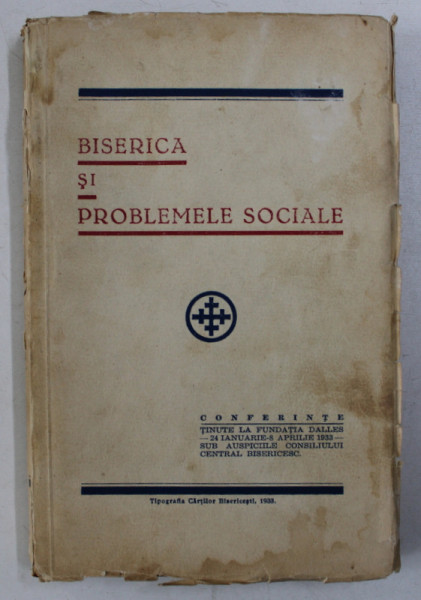 BISERICA
ŞI
PROBLEMELE SOCIALE
CONFERINŢE
ŢINUTE LA FUNDAŢIA DALLES
—24 IANUARIE-8 APRILIE 1933—
SUB AUSPICIILE CONSILIULUI
CENTRAL BISERICESC.
Tipografia Cărţilor Bisericeşti, 1933.